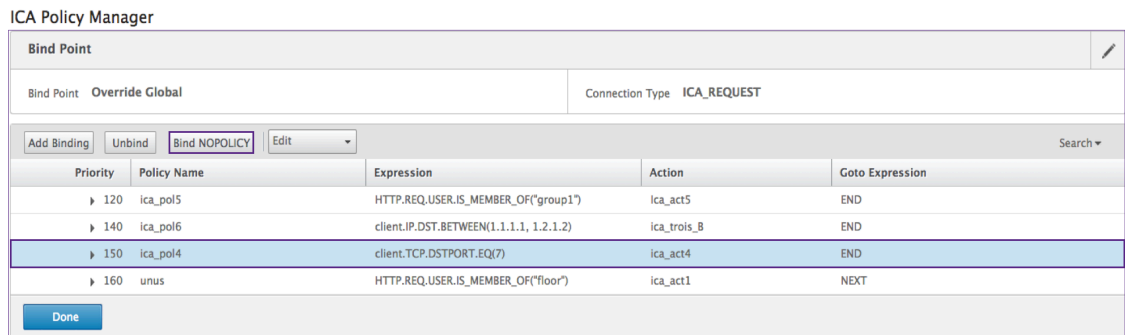 ICA Policy Manager
Bind Point
Bind Point Override Global Connection Type ICA_REQUEST
Add Binding Unbind Bind NOPOLICY Edit Search
Priority Policy Name Expression Action Goto Expression
120 ica_pol5 HTTP.REQ.USER.IS_MEMBER_OF("group1") Ica_act5 END
140 ica_pol6 client.IP.DST.BETWEEN(1.1.1.1, 1.2.1.2) ica_trois_B END
150 ica_pol4 client.TCP.DSTPORT.EQ(7) ica_act4 END
160 unus HTTP.REQ.USER.IS_MEMBER_OF("floor") ica_act1 NEXT
Done